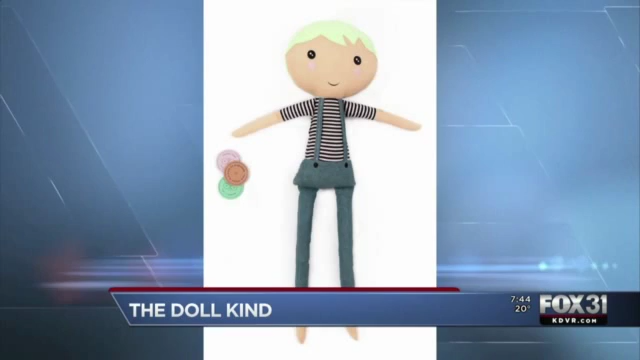 THE DOLL KIND
7:44
20°
FOX 31
KDVR.COM